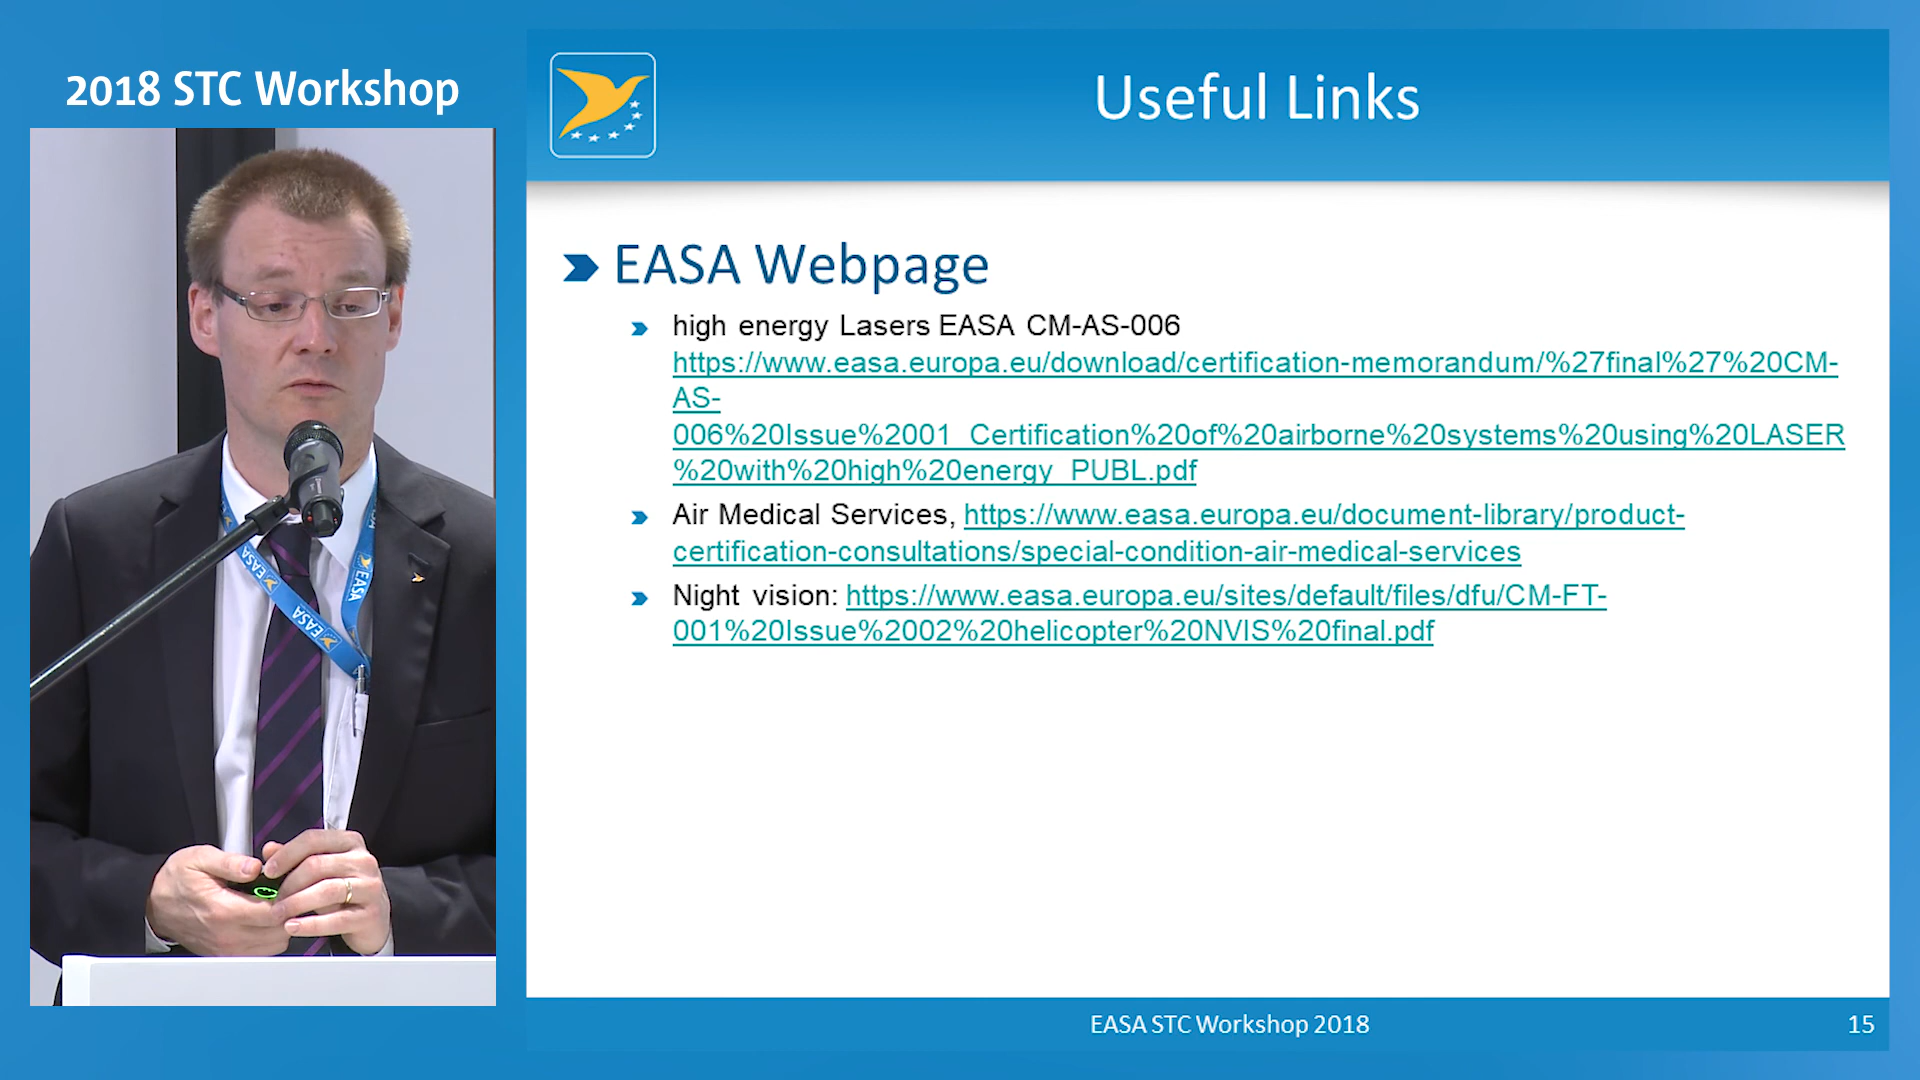 2018 STC Workshop
Useful Links
EASA Webpage
high energy Lasers EASA CM-AS-006
https://www.easa.europa.eu/download/certification-memorandum/%27final%27%20CM-
AS-
006%20Issue%2001_Certification%20of%20airborne%20systems%20using%20LASER
%20with%20high%20energy_PUBL.pdf
Air Medical Services, https://www.easa.europa.eu/document-library/product-
certification-consultations/special-condition-air-medical-services
Night vision: https://www.easa.europa.eu/sites/default/files/dfu/CM-FT-
001%20Issue%2002%20helicopter%20NVIS%20final.pdf
EASA STC Workshop 2018
15
EASA
EASA
EASA
EASA